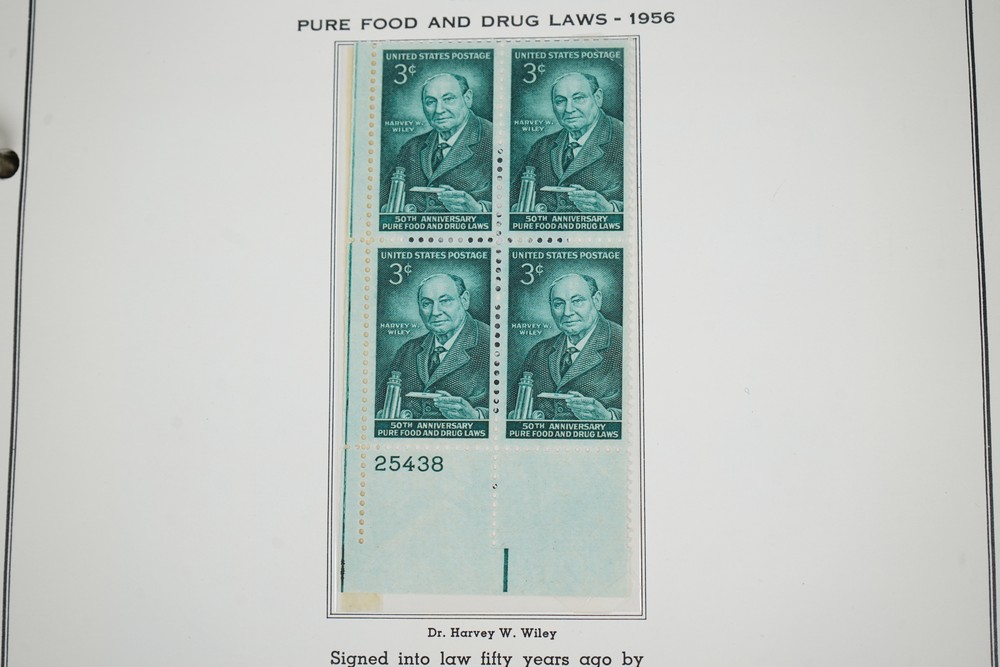 PURE FOOD AND DRUG LAWS - 1956
UNITED STATES POSTAGE
3¢
HARVEY W.
WILEY
50TH ANNIVERSARY
PURE FOOD AND DRUG LAWS
UNITED STATES POSTAGE
3¢
HARVEY W.
WILEY
50TH ANNIVERSARY
PURE FOOD AND DRUG LAWS
UNITED STATES POSTAGE
3¢
HARVEY W.
WILEY
50TH ANNIVERSARY
PURE FOOD AND DRUG LAWS
UNITED STATES POSTAGE
3¢
HARVEY W.
WILEY
50TH ANNIVERSARY
PURE FOOD AND DRUG LAWS
25438
Dr. Harvey W. Wiley
Signed into law fifty years ago by